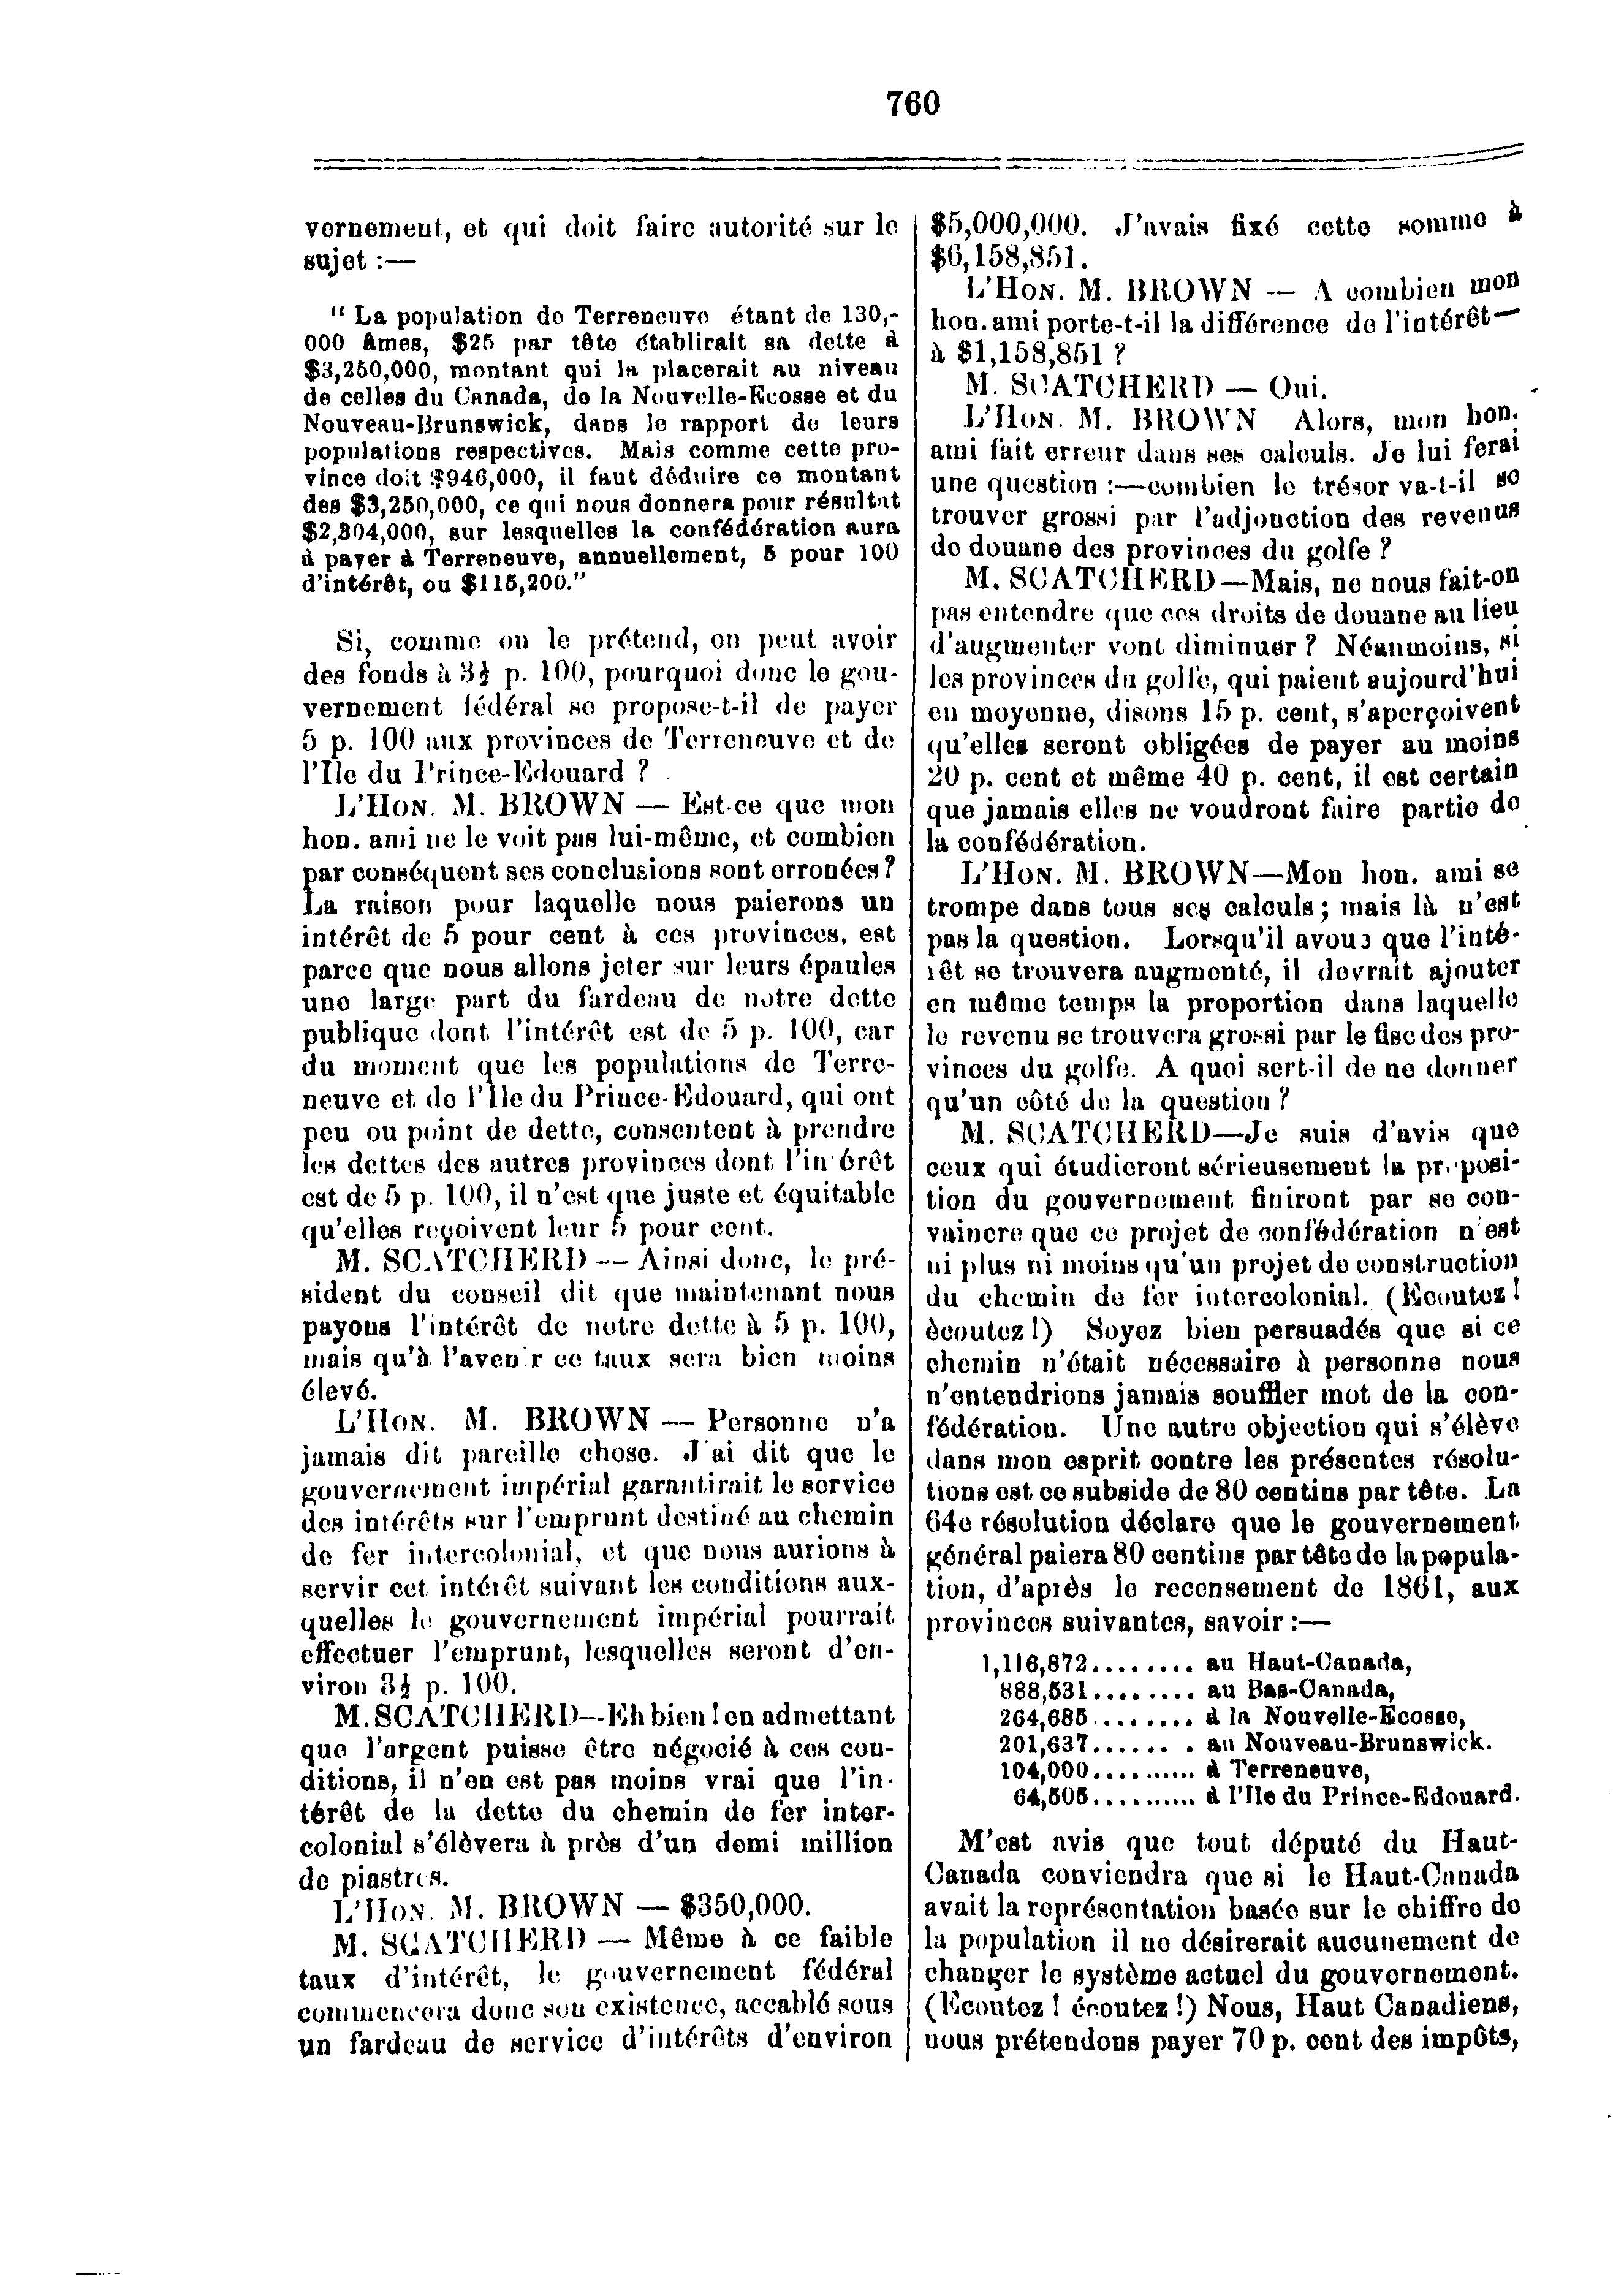 760
vernement, et qui doit faire autorité sur le
sujet :—
" La population de Terreneuve étant de 130,-
000 âmes, $25 par tête établirait sa dette à
$3,250,000, montant qui la placerait au niveau
de celles du Canada, de la Nouvelle-Ecosse et du
Nouveau-Brunswick, dans le rapport de leurs
populations respectives. Mais comme cette pro-
vince doit $946,000, il faut déduire ce montant
des $3,250,000, ce qui nous donnera pour résultat
$2,304,000, sur lesquelles la confédération aura
à payer à Terreneuve, annuellement, 5 pour 100
d'intérêt, ou $115,200."
Si, comme on le prétend, on peut avoir
des fonds à 3½ p. 100, pourquoi donc le gou-
vernement fédéral se propose-t-il de payer
5 p. 100 aux provinces de Terreneuve et de
l'Ile du Prince-Edouard ?
L'HON. M. BROWN — Est-ce que mon
hon. ami ne le voit pas lui-même, et combien
par conséquent ses conclusions sont erronées ?
La raison pour laquelle nous paierons un
intérêt de 5 pour cent à ces provinces, est
parce que nous allons jeter sur leurs épaules
une large part du fardeau de notre dette
publique dont l'intérêt est de 5 p. 100, car
du moment que les populations de Terre-
neuve et de l'Ile du Prince-Edouard, qui ont
peu ou point de dette, consentent à prendre
les dettes des autres provinces dont l'intérêt
est de 5 p. 100, il n'est que juste et équitable
qu'elles reçoivent leur 5 pour cent.
M. SCATCHERD — Ainsi donc, le pré-
sident du conseil dit que maintenant nous
payons l'intérêt de notre dette à 5 p. 100,
mais qu'à l'avenir ce taux sera bien moins
élevé.
L'HON. M. BROWN — Personne n'a
jamais dit pareille chose. J'ai dit que le
gouvernement impérial garantirait le service
des intérêts sur l'emprunt destiné au chemin
de fer intercolonial, et que nous aurions à
servir cet intérêt suivant les conditions aux-
quelles le gouvernement impérial pourrait
effectuer l'emprunt, lesquelles seront d'en-
viron 3½ p. 100.
M. SCATCHERD—Eh bien ! en admettant
que l'argent puisse être négocié à ces con-
ditions, il n'en est pas moins vrai que l'in-
térêt de la dette du chemin de fer inter-
colonial s'élèvera à près d'un demi million
de piastres.
L'HON. M. BROWN — $350,000.
M. SCATCHERD — Même à ce faible
taux d'intérêt, le gouvernement fédéral
commencera donc son existence, accablé sous
un fardeau de service d'intérêts d'environ
$5,000,000. J'avais fixé cette somme à
$6,158,851.
L'HON. M. BROWN — A combien mon
hon. ami porte-t-il la différence de l'intérêt—
à $1,158,851 ?
M. SCATCHERD — Oui.
L'HON. M. BROWN Alors, mon hon.
ami fait erreur dans ses calculs. Je lui ferai
une question :—combien le trésor va-t-il se
trouver grossi par l'adjonction des revenus
de douane des provinces du golfe ?
M. SCATCHERD—Mais, ne nous fait-on
pas entendre que ces droits de douane au lieu
d'augmenter vont diminuer ? Néanmoins, si
les provinces du golfe, qui paient aujourd'hui
en moyenne, disons 15 p. cent, s'aperçoivent
qu'elles seront obligées de payer au moins
20 p. cent et même 40 p. cent, il est certain
que jamais elles ne voudront faire partie de
la confédération.
L'HON. M. BROWN—Mon hon. ami se
trompe dans tous ses calculs ; mais là n'est
pas la question. Lorsqu'il avoue que l'inté-
rêt se trouvera augmenté, il devrait ajouter
en même temps la proportion dans laquelle
le revenu se trouvera grossi par le fisc des pro-
vinces du golfe. A quoi sert-il de ne donner
qu'un côté de la question ?
M. SCATCHERD—Je suis d'avis que
ceux qui étudieront sérieusement la proposi-
tion du gouvernement finiront par se con-
vaincre que ce projet de confédération n'est
ni plus ni moins qu'un projet de construction
du chemin de fer intercolonial. (Ecoutez !
ècoutez !) Soyez bien persuadés que si ce
chemin n'était nécessaire à personne nous
n'entendrions jamais souffler mot de la con-
fédération. Une autre objection qui s'élève
dans mon esprit contre les présentes résolu-
tions est ce subside de 80 centins par tête. La
64e résolution déclare que le gouvernement
général paiera 80 centins par tête de la popula-
tion, d'après le recensement de 1861, aux
provinces suivantes, savoir :—
1,116,872........ au Haut-Canada,
888,531......... au Bas-Canada,
264,685........ à la Nouvelle-Ecosse,
201,637....... . au Nouveau-Brunswick.
104,000.......... à Terreneuve,
64,505.......... à l'Ile du Prince-Edouard.
M'est avis que tout député du Haut-
Canada conviendra que si le Haut-Canada
avait la représentation basée sur le chiffre de
la population il ne désirerait aucunement de
changer le système actuel du gouvernement.
(Ecoutez ! écoutez !) Nous, Haut Canadiens,
nous prétendons payer 70 p. cent des impôts,